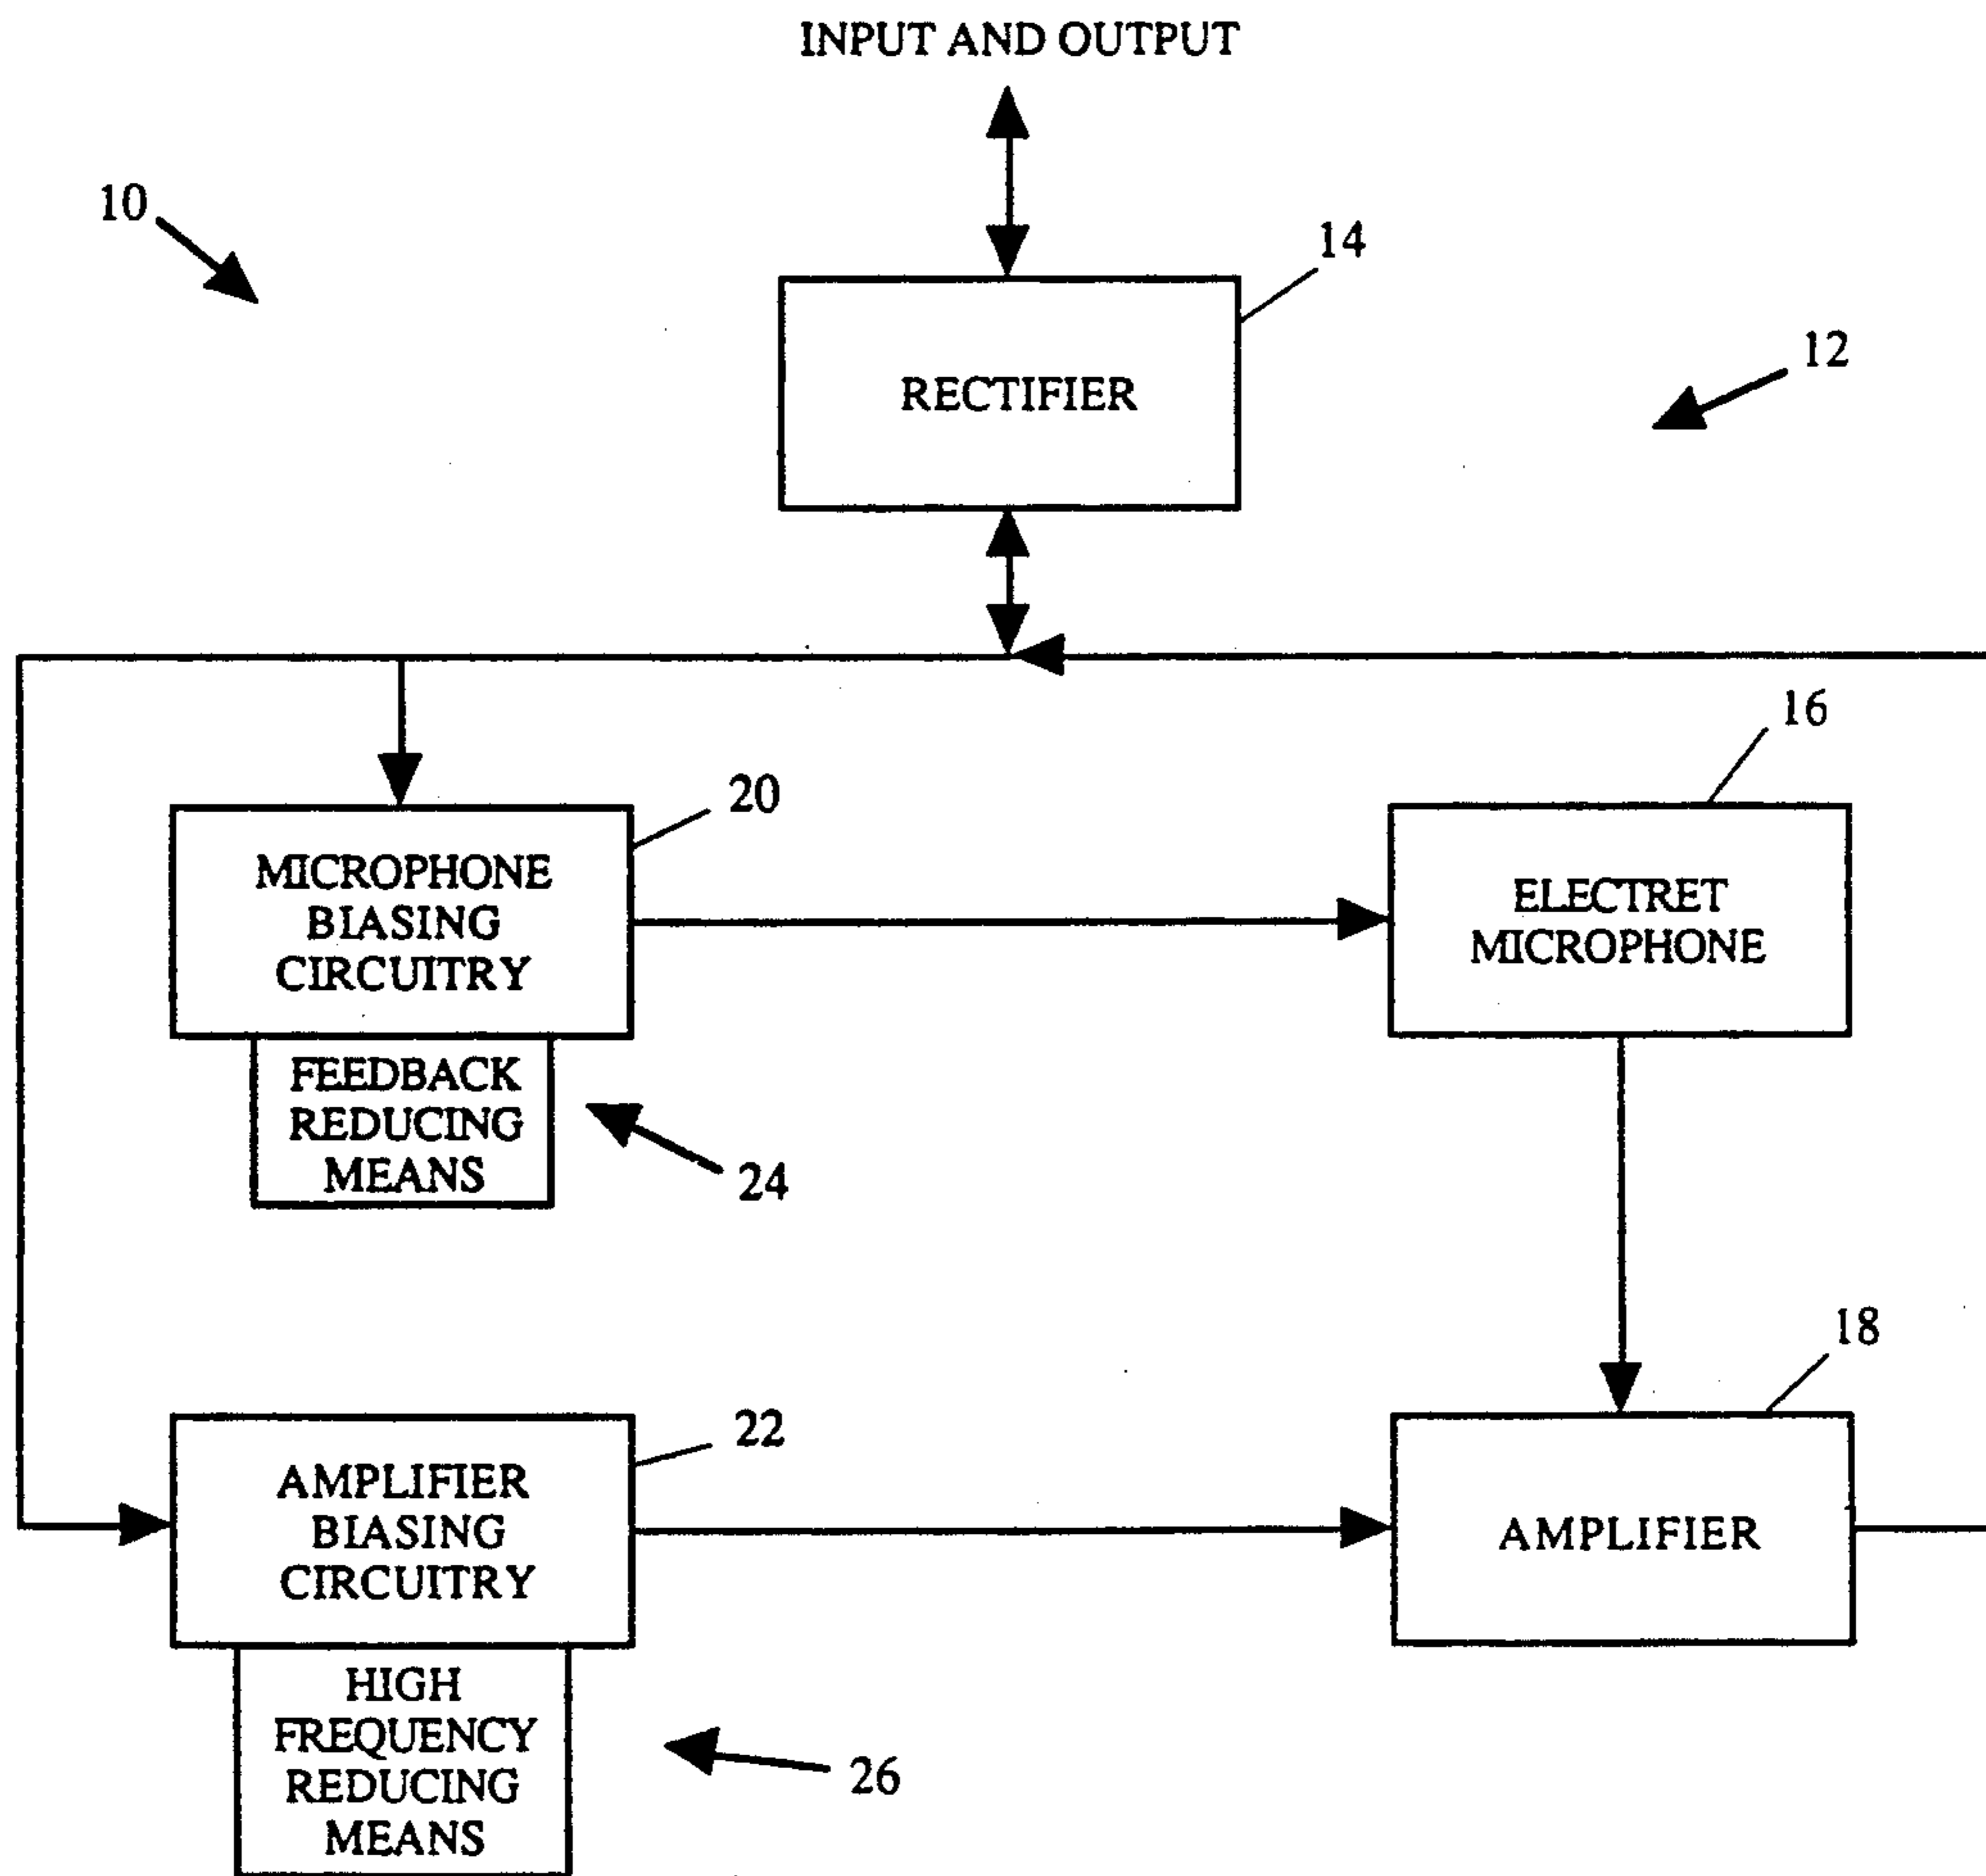 INPUT AND OUTPUT
10
14
RECTIFIER
12
16
20
MICROPHONE
BIASING
CIRCUITRY
ELECTRET
MICROPHONE
FEEDBACK
REDUCING
MEANS
24
18
22
AMPLIFIER
BIASING
CIRCUITRY
AMPLIFIER
HIGH
FREQUENCY
REDUCING
MEANS
26